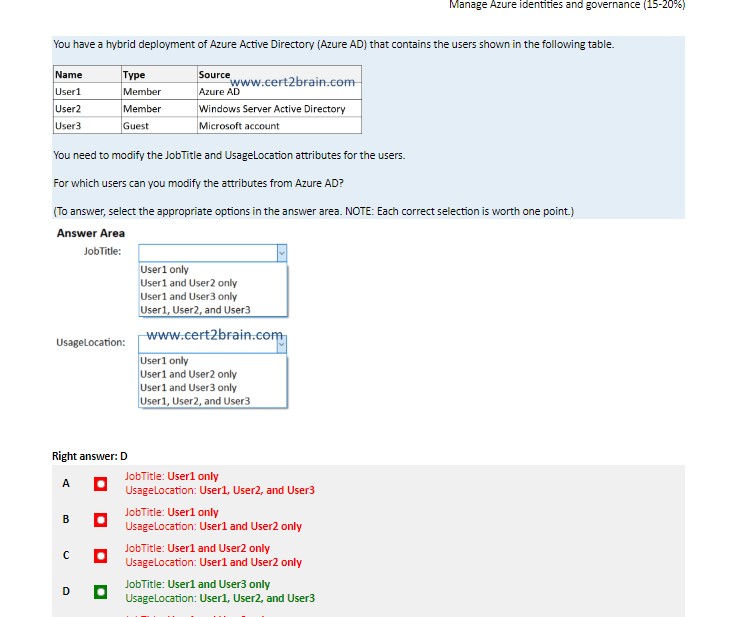 Manage Azure identities and governance (15-20%)
You have a hybrid deployment of Azure Active Directory (Azure AD) that contains the users shown in the following table.
Name Type Source
www.cert2brain.com
User1 Member Azure AD
User2 Member Windows Server Active Directory
User3 Guest Microsoft account
You need to modify the JobTitle and UsageLocation attributes for the users.
For which users can you modify the attributes from Azure AD?
(To answer, select the appropriate options in the answer area. NOTE: Each correct selection is worth one point.)
Answer Area
JobTitle:
User1 only
User1 and User2 only
User1 and User3 only
User1, User2, and User3
www.cert2brain.com
UsageLocation:
User1 only
User1 and User2 only
User1 and User3 only
User1, User2, and User3
Right answer: D
A
JobTitle: User1 only
UsageLocation: User1, User2, and User3
B
JobTitle: User1 only
UsageLocation: User1 and User2 only
C
JobTitle: User1 and User2 only
UsageLocation: User1 and User2 only
D
JobTitle: User1 and User3 only
UsageLocation: User1, User2, and User3